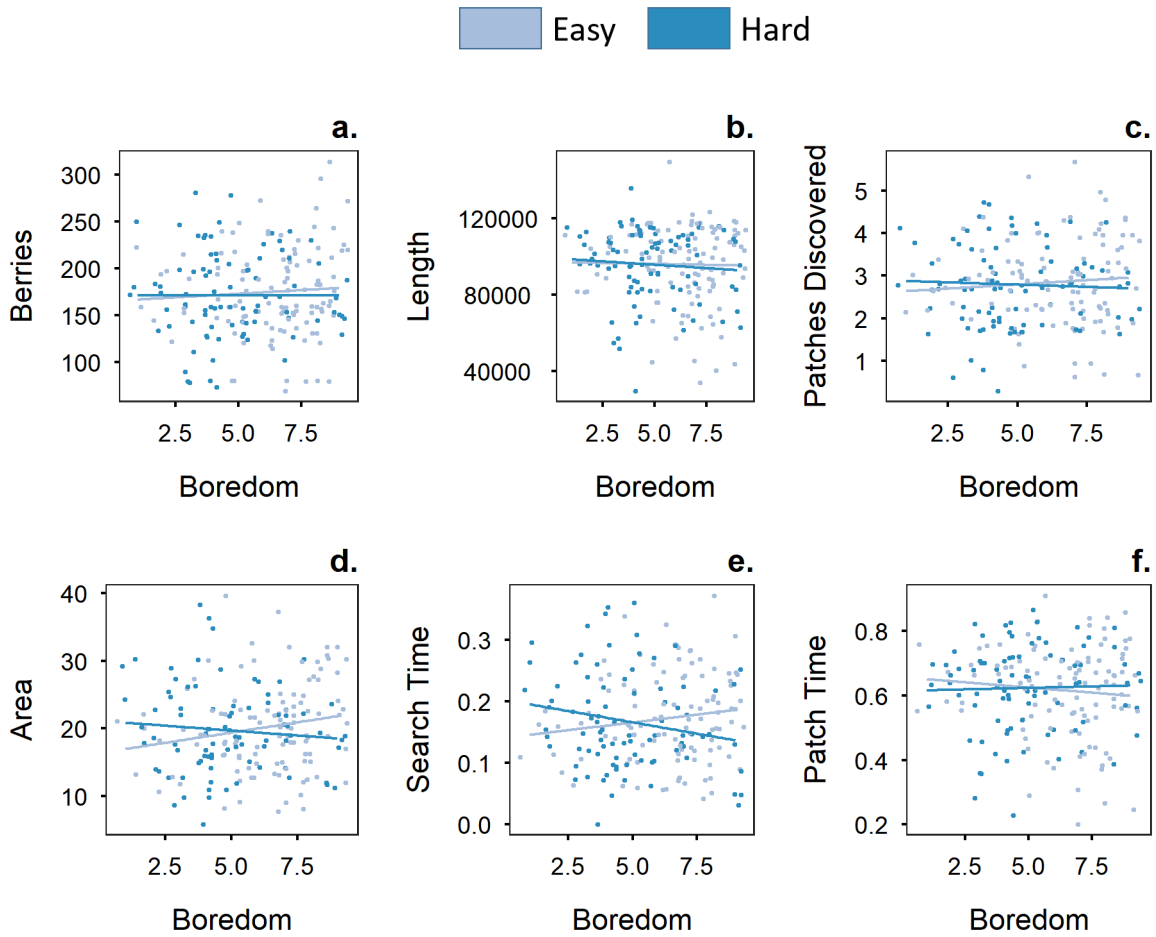 Easy Hard
a.
Berries
300
250
200
150
100
2.5 5.0 7.5
Boredom
b.
Length
120000
80000
40000
2.5 5.0 7.5
Boredom
c.
Patches Discovered
5
4
3
2
1
2.5 5.0 7.5
Boredom
d.
Area
40
30
20
10
2.5 5.0 7.5
Boredom
e.
Search Time
0.3
0.2
0.1
0.0
2.5 5.0 7.5
Boredom
f.
Patch Time
0.8
0.6
0.4
0.2
2.5 5.0 7.5
Boredom